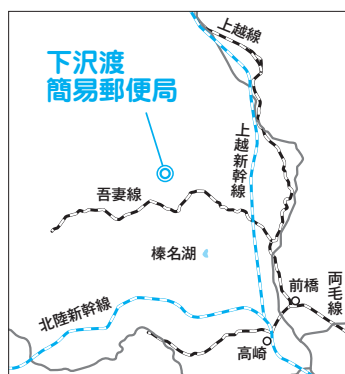 上越線
下沢渡
簡易郵便局
上越新幹線
吾妻線
榛名湖
前橋
両毛線
北陸新幹線
高崎